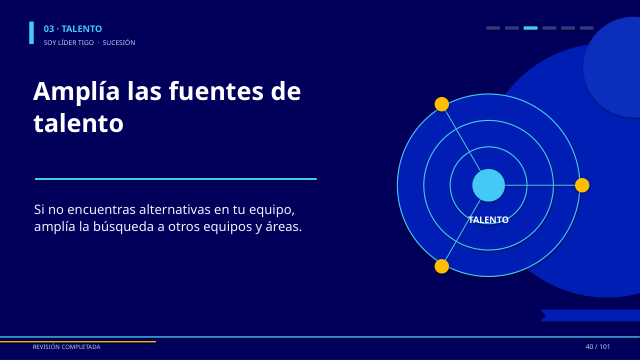 03 · TALENTO
SOY LÍDER TIGO · SUCESIÓN
Amplía las fuentes de
talento
Si no encuentras alternativas en tu equipo,
amplía la búsqueda a otros equipos y áreas.
TALENTO
REVISIÓN COMPLETADA
40 / 101